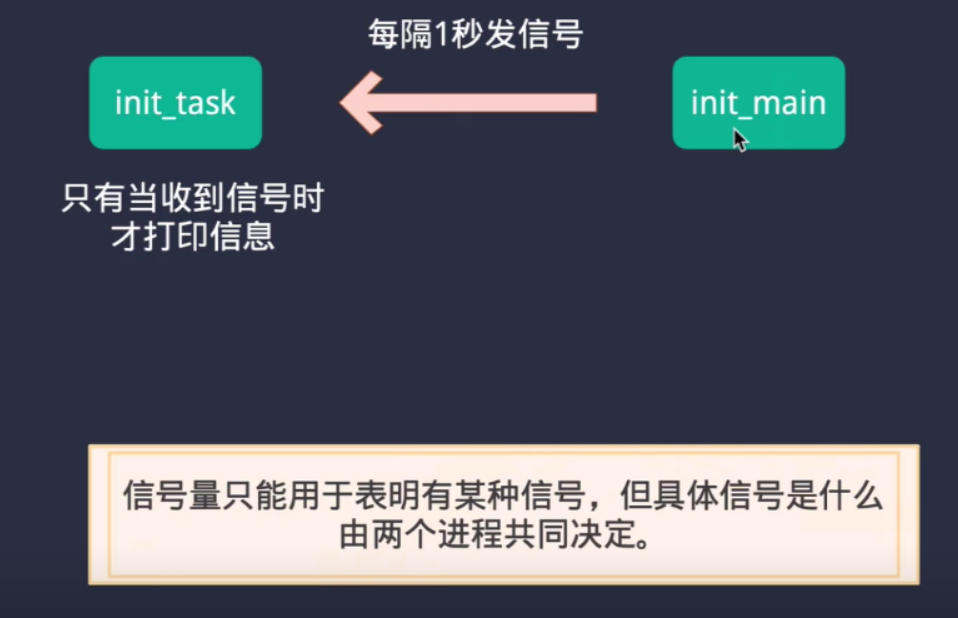 每隔1秒发信号
init_task
init_main
只有当收到信号时
才打印信息
信号量只能用于表明有某种信号，但具体信号是什么
由两个进程共同决定。